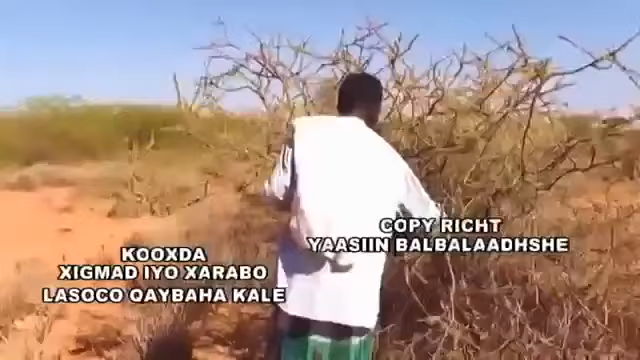 COPY RICHT
YAASIIN BALBALAADHSHE
KOOXDA
XIGMAD IYO XARABO
LASOCO QAYBAHA KALE